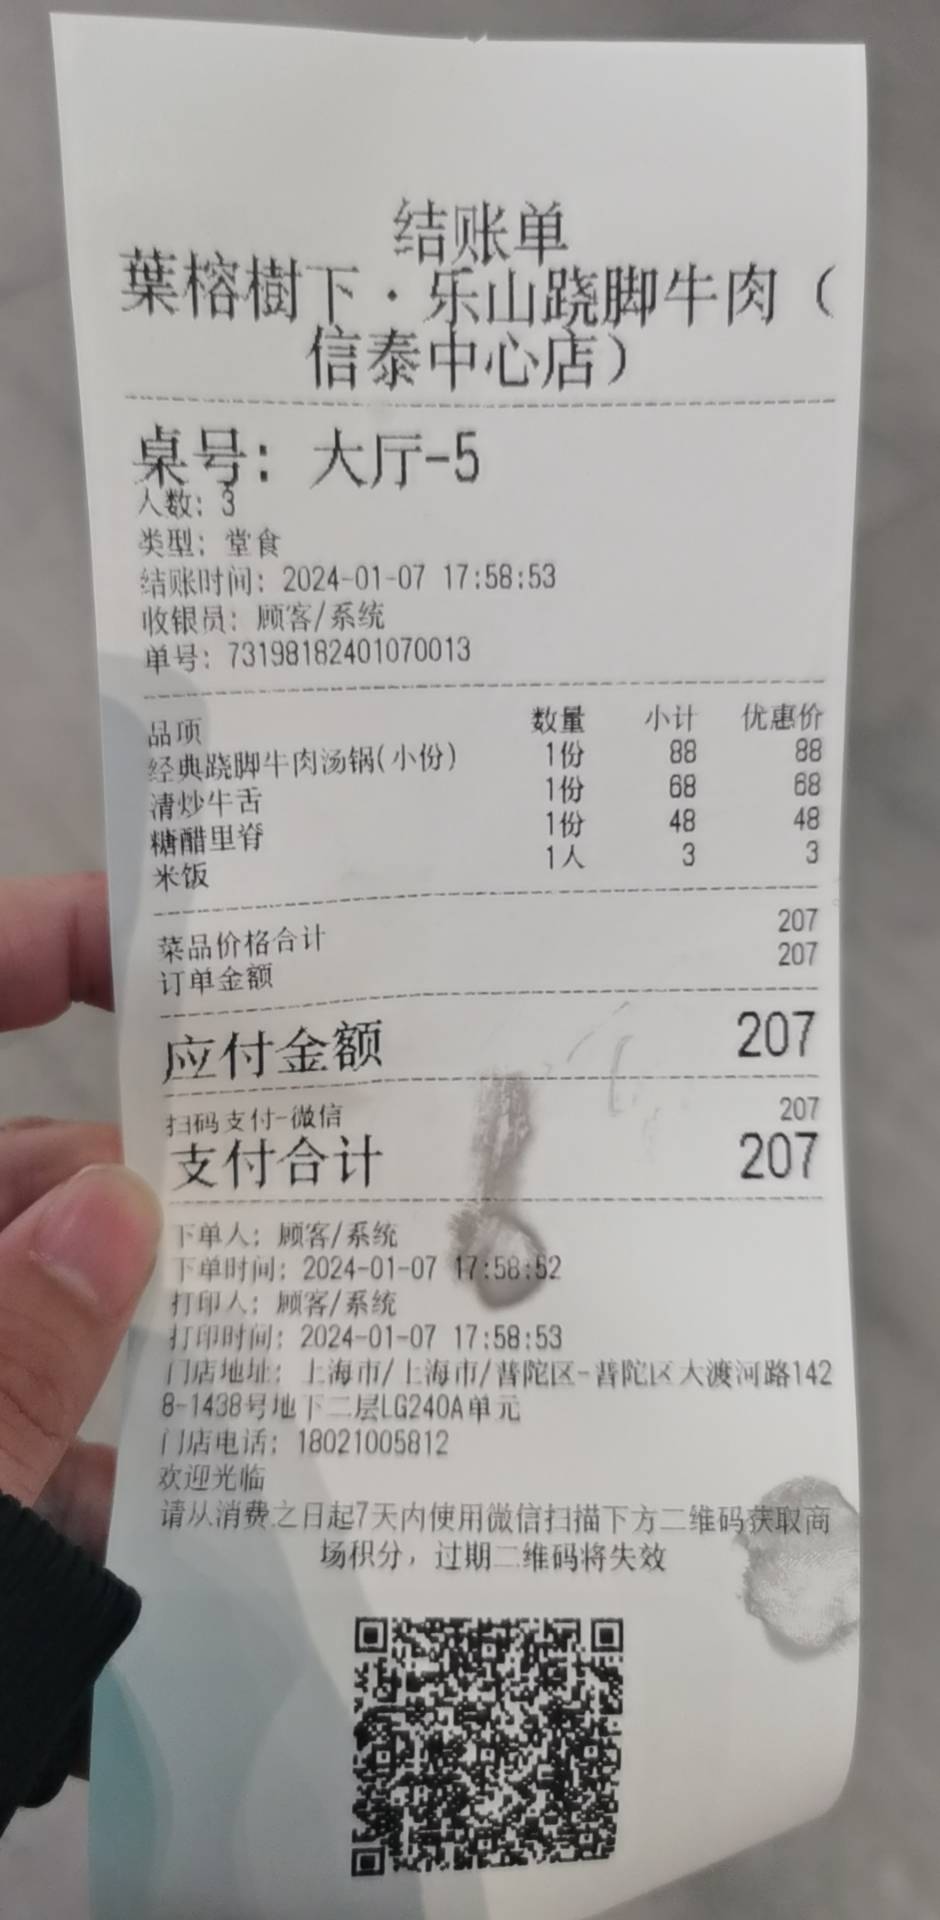 结账单
葉榕樹下·乐山跷脚牛肉（
信泰中心店）
桌号：大厅-5
人数：3
类型：堂食
结账时间：2024-01-07 17:58:53
收银员：顾客/系统
单号：73198182401070013
品项 数量 小计 优惠价
经典跷脚牛肉汤锅(小份) 1份 88 88
清炒牛舌 1份 68 68
糖醋里脊 1份 48 48
米饭 1人 3 3
菜品价格合计 207
订单金额 207
应付金额 207
扫码支付-微信 207
支付合计 207
下单人：顾客/系统
下单时间：2024-01-07 17:58:52
打印人：顾客/系统
打印时间：2024-01-07 17:58:53
门店地址：上海市/上海市/普陀区-普陀区大渡河路142
8-1438号地下二层LG240A单元
门店电话：18021005812
欢迎光临
请从消费之日起7天内使用微信扫描下方二维码获取商
场积分，过期二维码将失效